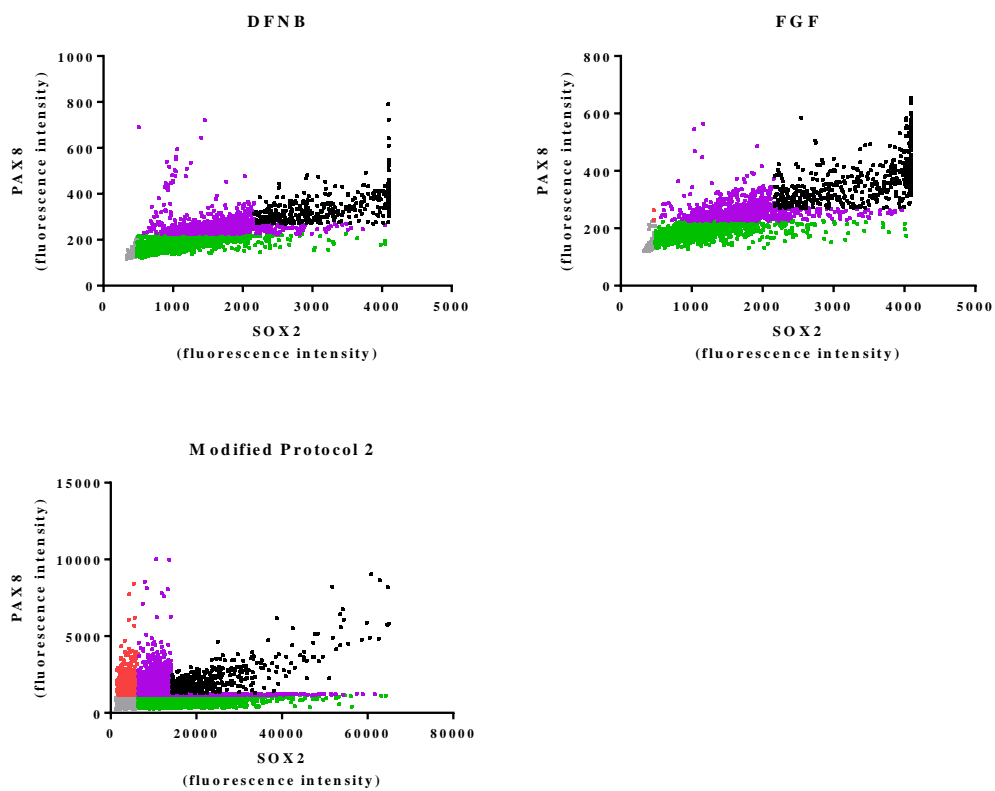 DFNB
1000
800
600
400
200
0
PAX8
(fluorescence intensity)
0 1000 2000 3000 4000 5000
SOX2
(fluorescence intensity)
FGF
800
600
400
200
0
PAX8
(fluorescence intensity)
0 1000 2000 3000 4000 5000
SOX2
(fluorescence intensity)
Modified Protocol 2
15000
10000
5000
0
PAX8
(fluorescence intensity)
0 20000 40000 60000 80000
SOX2
(fluorescence intensity)